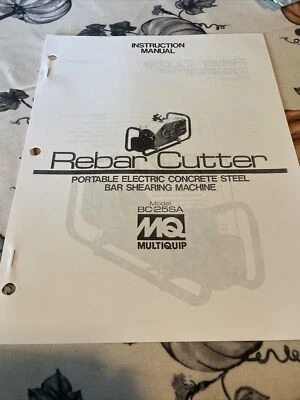 INSTRUCTION
MANUAL
Rebar Cutter
PORTABLE ELECTRIC CONCRETE STEEL
BAR SHEARING MACHINE
Model
BC25SA
MQ
MULTIQUIP